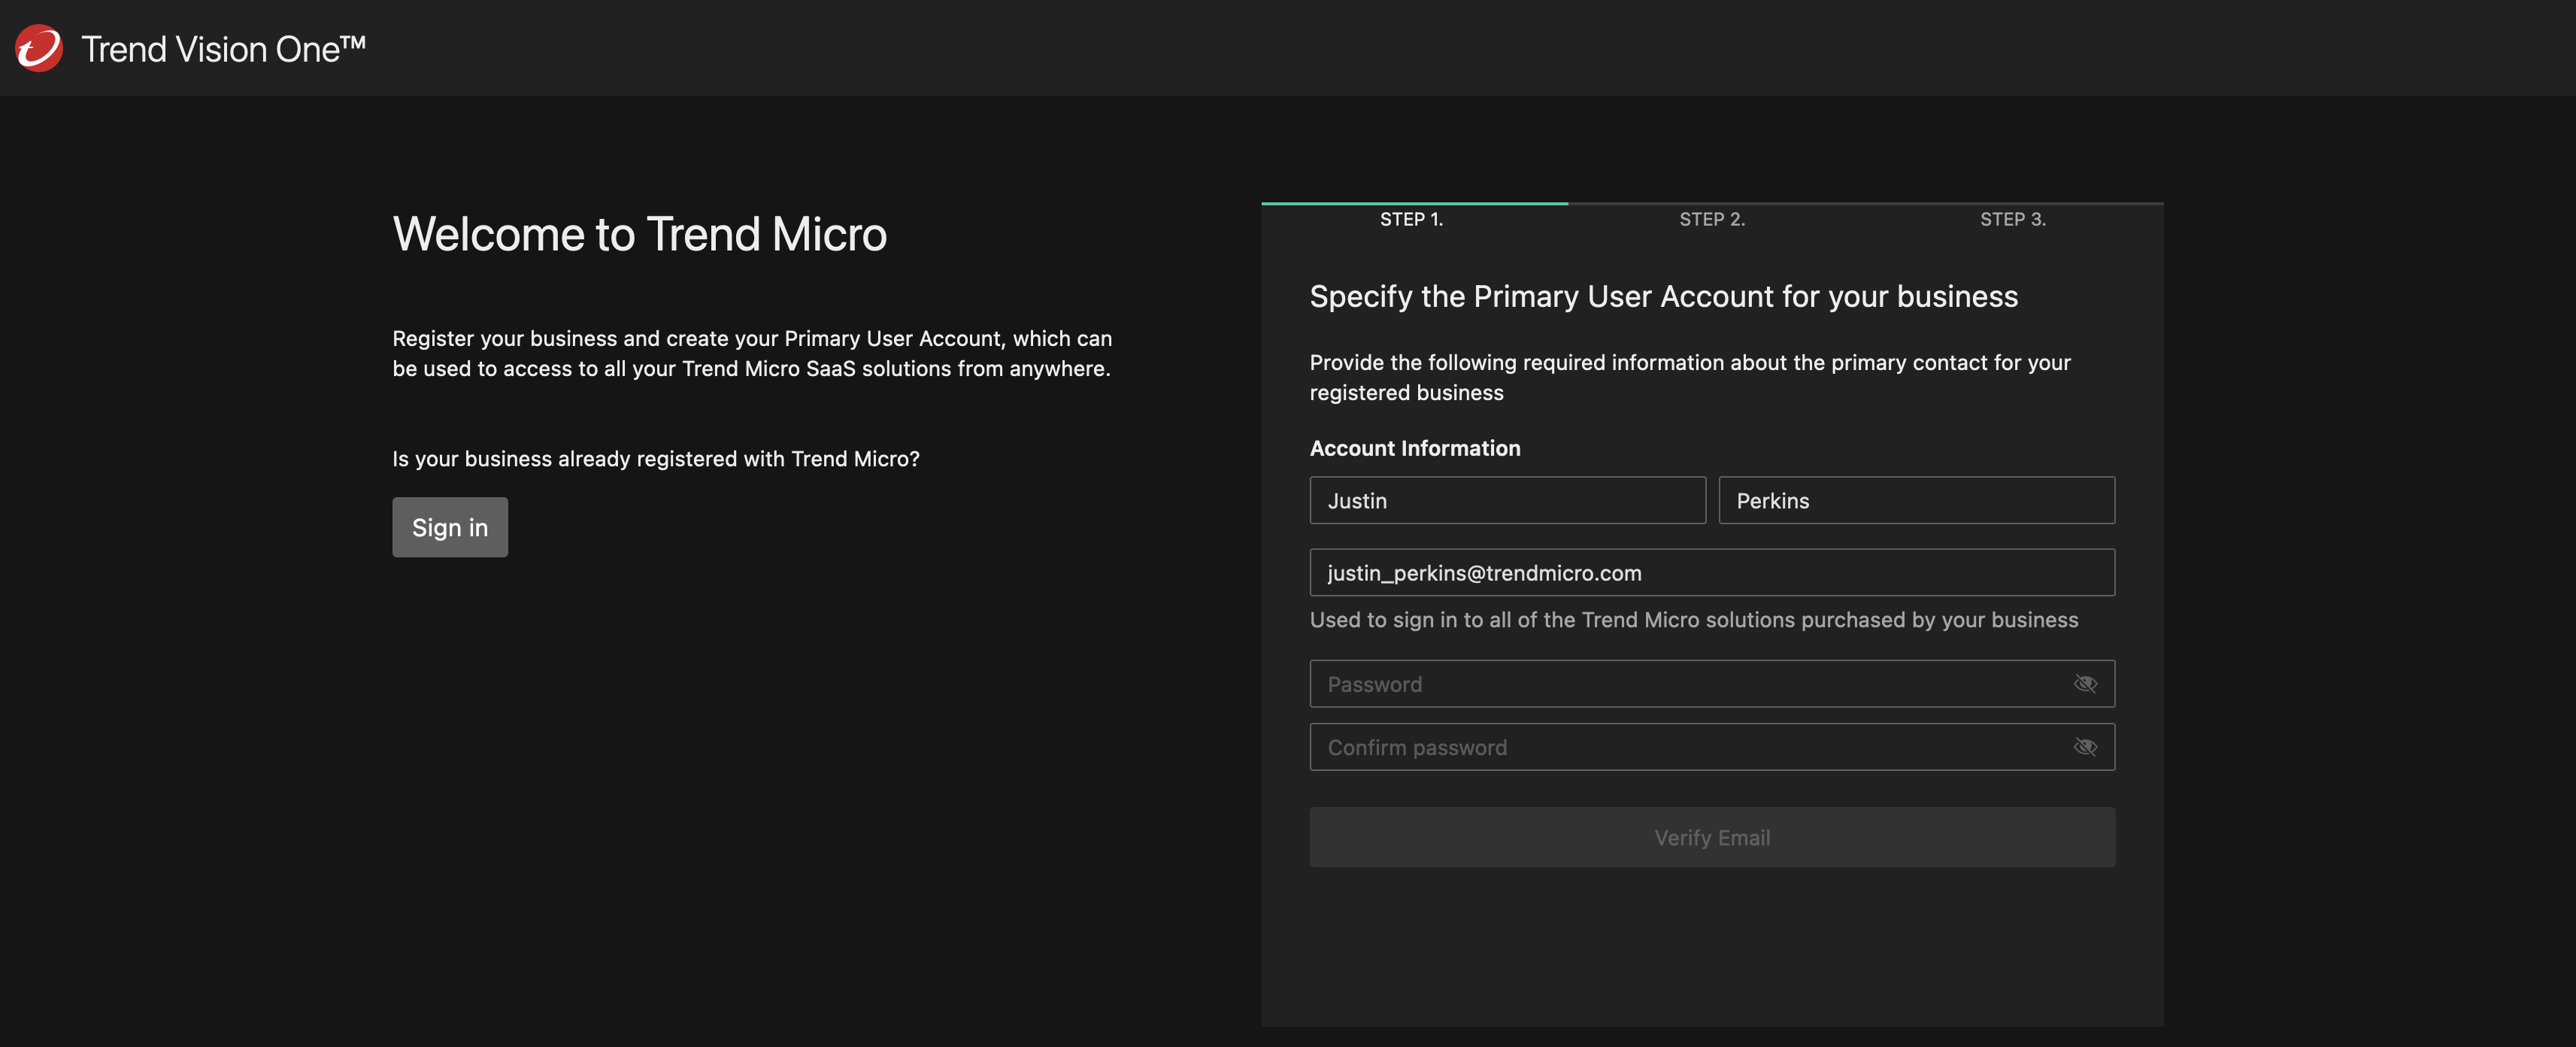 Trend Vision One™
Welcome to Trend Micro
Register your business and create your Primary User Account, which can
be used to access to all your Trend Micro SaaS solutions from anywhere.
Is your business already registered with Trend Micro?
Sign in
STEP 1.
STEP 2.
STEP 3.
Specify the Primary User Account for your business
Provide the following required information about the primary contact for your
registered business
Account Information
Justin
Perkins
justin_perkins@trendmicro.com
Used to sign in to all of the Trend Micro solutions purchased by your business
Password
Confirm password
Verify Email